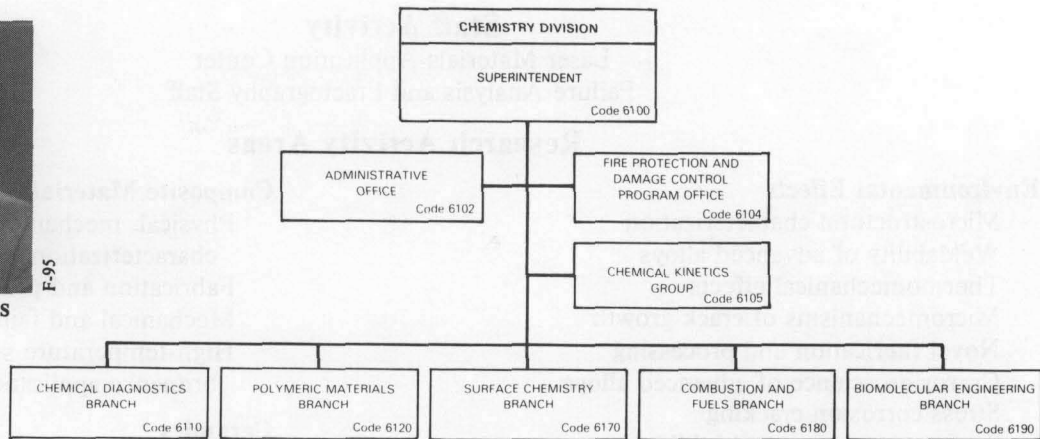 CHEMISTRY DIVISION
SUPERINTENDENT
Code 6100
ADMINISTRATIVE
OFFICE
Code 6102
FIRE PROTECTION AND
DAMAGE CONTROL
PROGRAM OFFICE
Code 6104
CHEMICAL KINETICS
GROUP
Code 6105
F-95
s
CHEMICAL DIAGNOSTICS
BRANCH
Code 6110
POLYMERIC MATERIALS
BRANCH
Code 6120
SURFACE CHEMISTRY
BRANCH
Code 6170
COMBUSTION AND
FUELS BRANCH
Code 6180
BIOMOLECULAR ENGINEERING
BRANCH
Code 6190